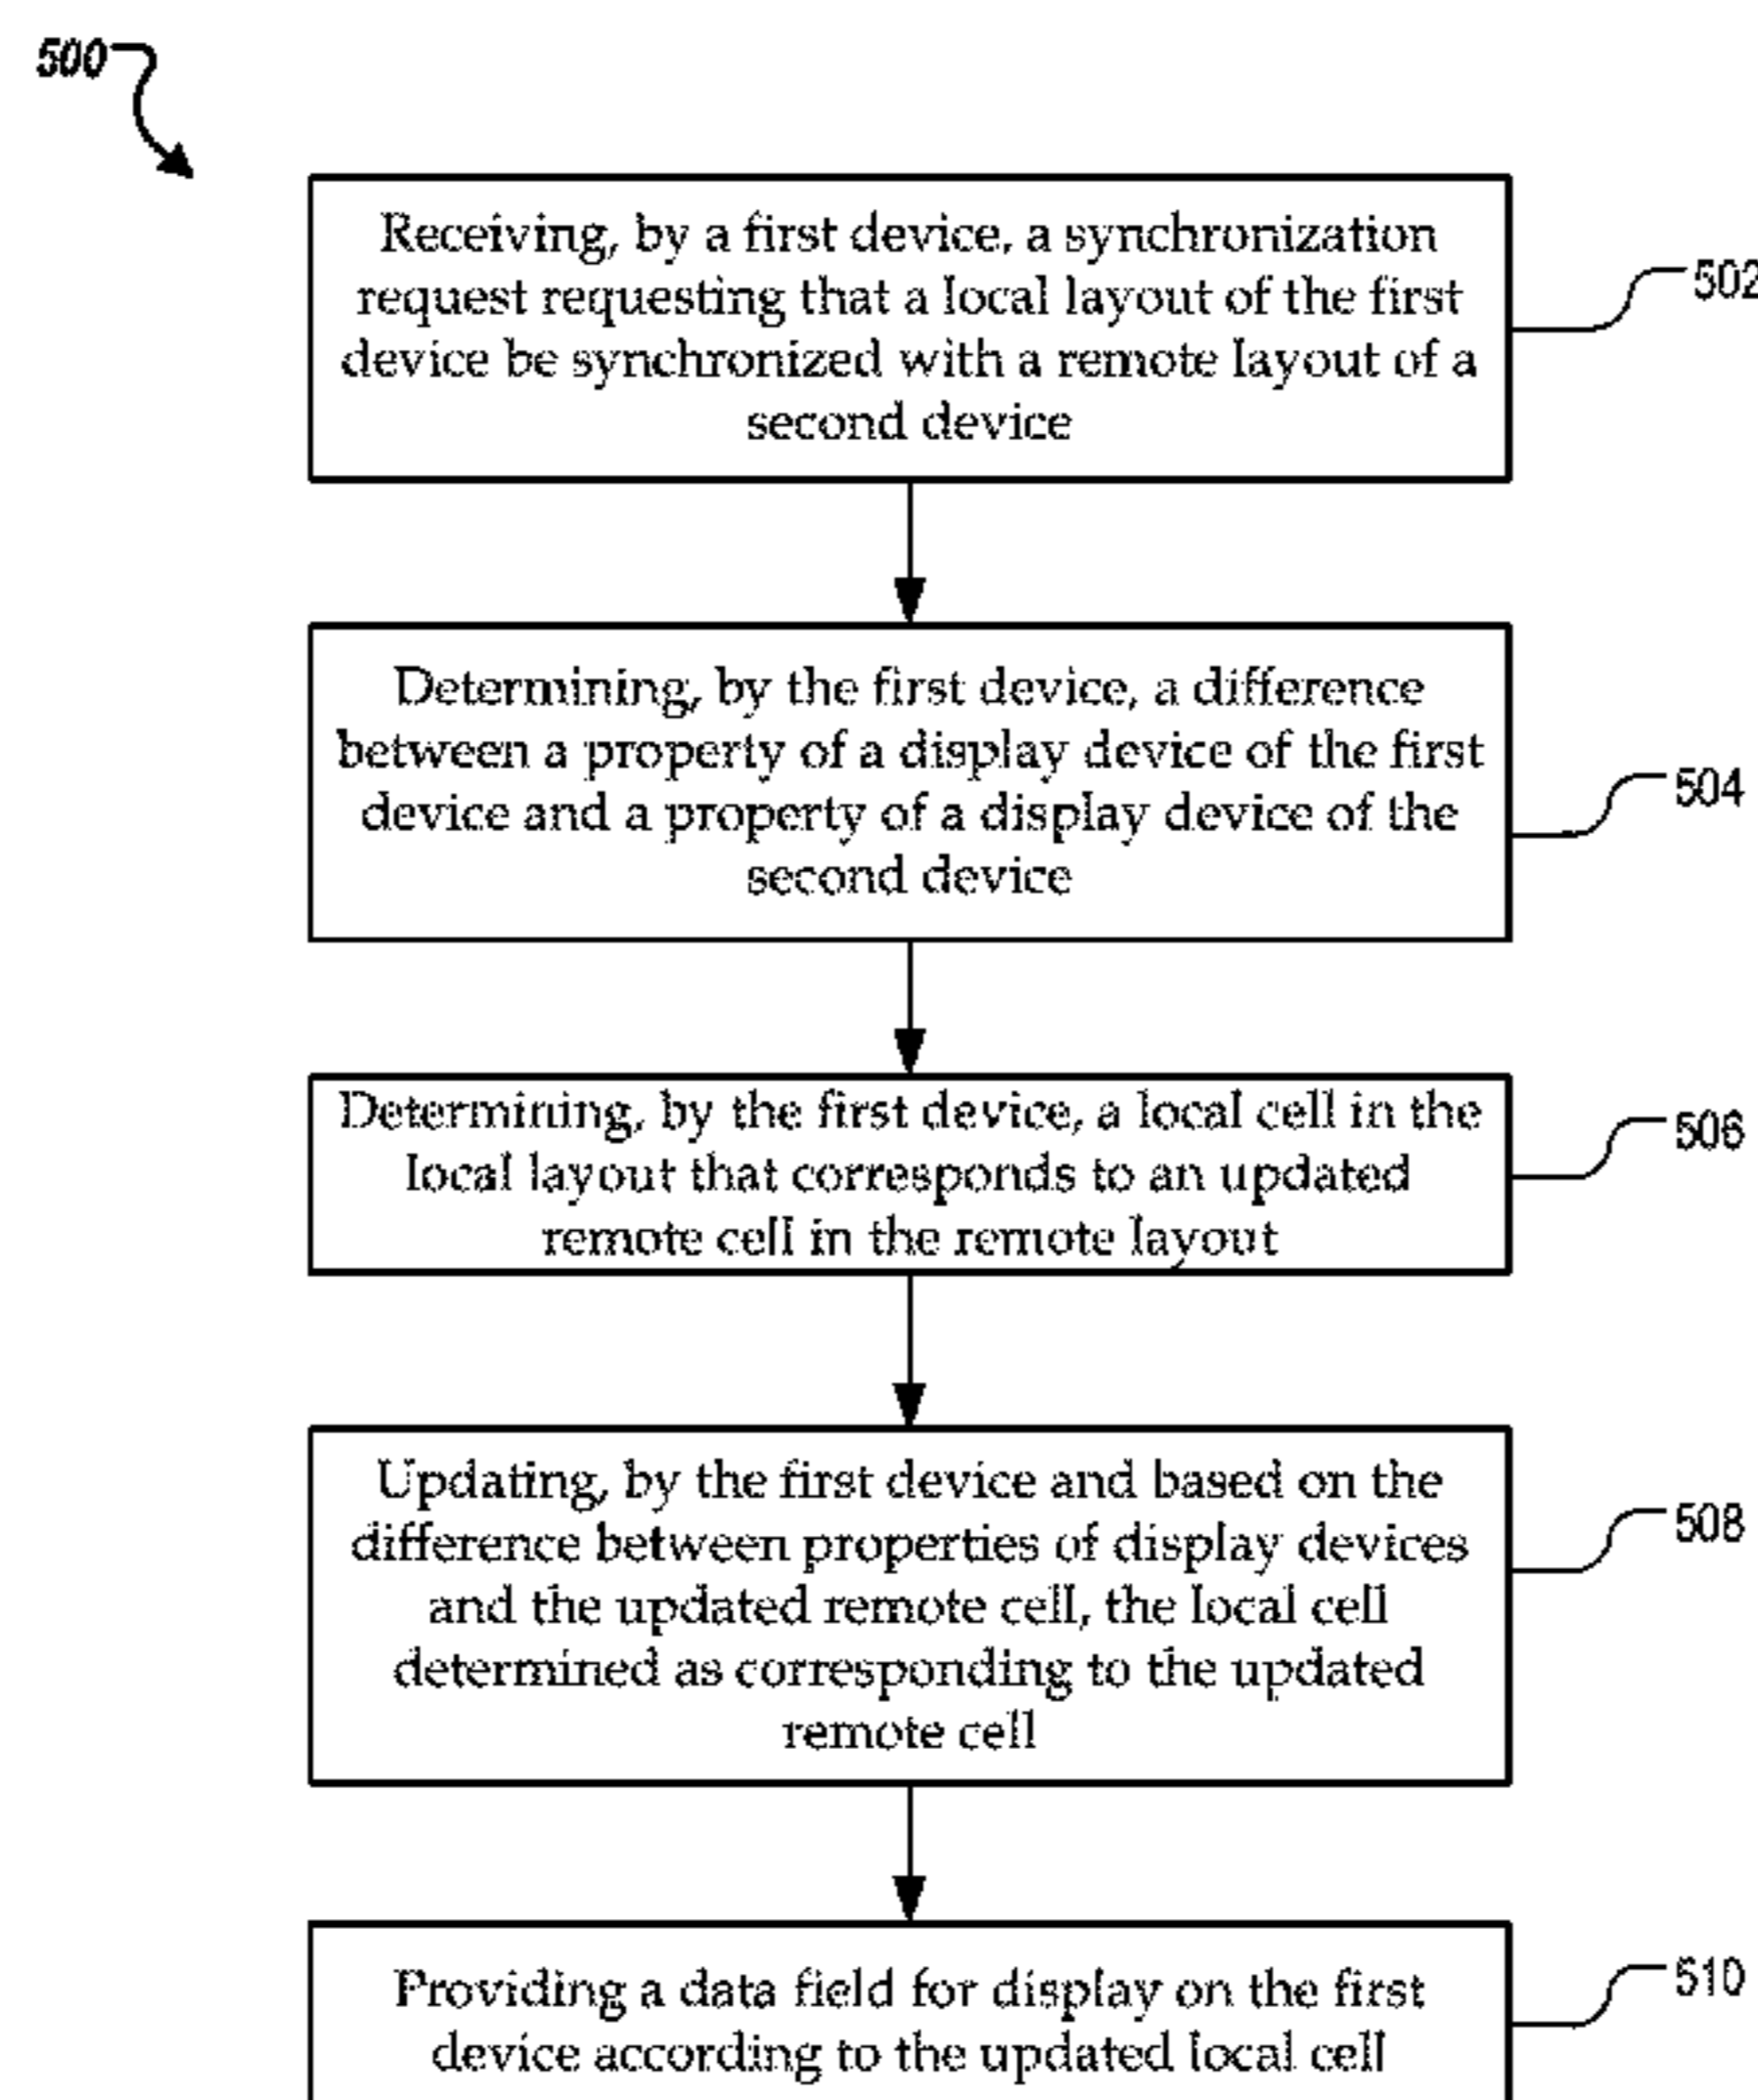 500
Receiving, by a first device, a synchronization
request requesting that a local layout of the first
device be synchronized with a remote layout of a
second device
502
Determining, by the first device, a difference
between a property of a display device of the first
device and a property of a display device of the
second device
504
Determining, by the first device, a local cell in the
local layout that corresponds to an updated
remote cell in the remote layout
506
Updating, by the first device and based on the
difference between properties of display devices
and the updated remote cell, the local cell
determined as corresponding to the updated
remote cell
508
Providing a data field for display on the first
device according to the updated local cell
510